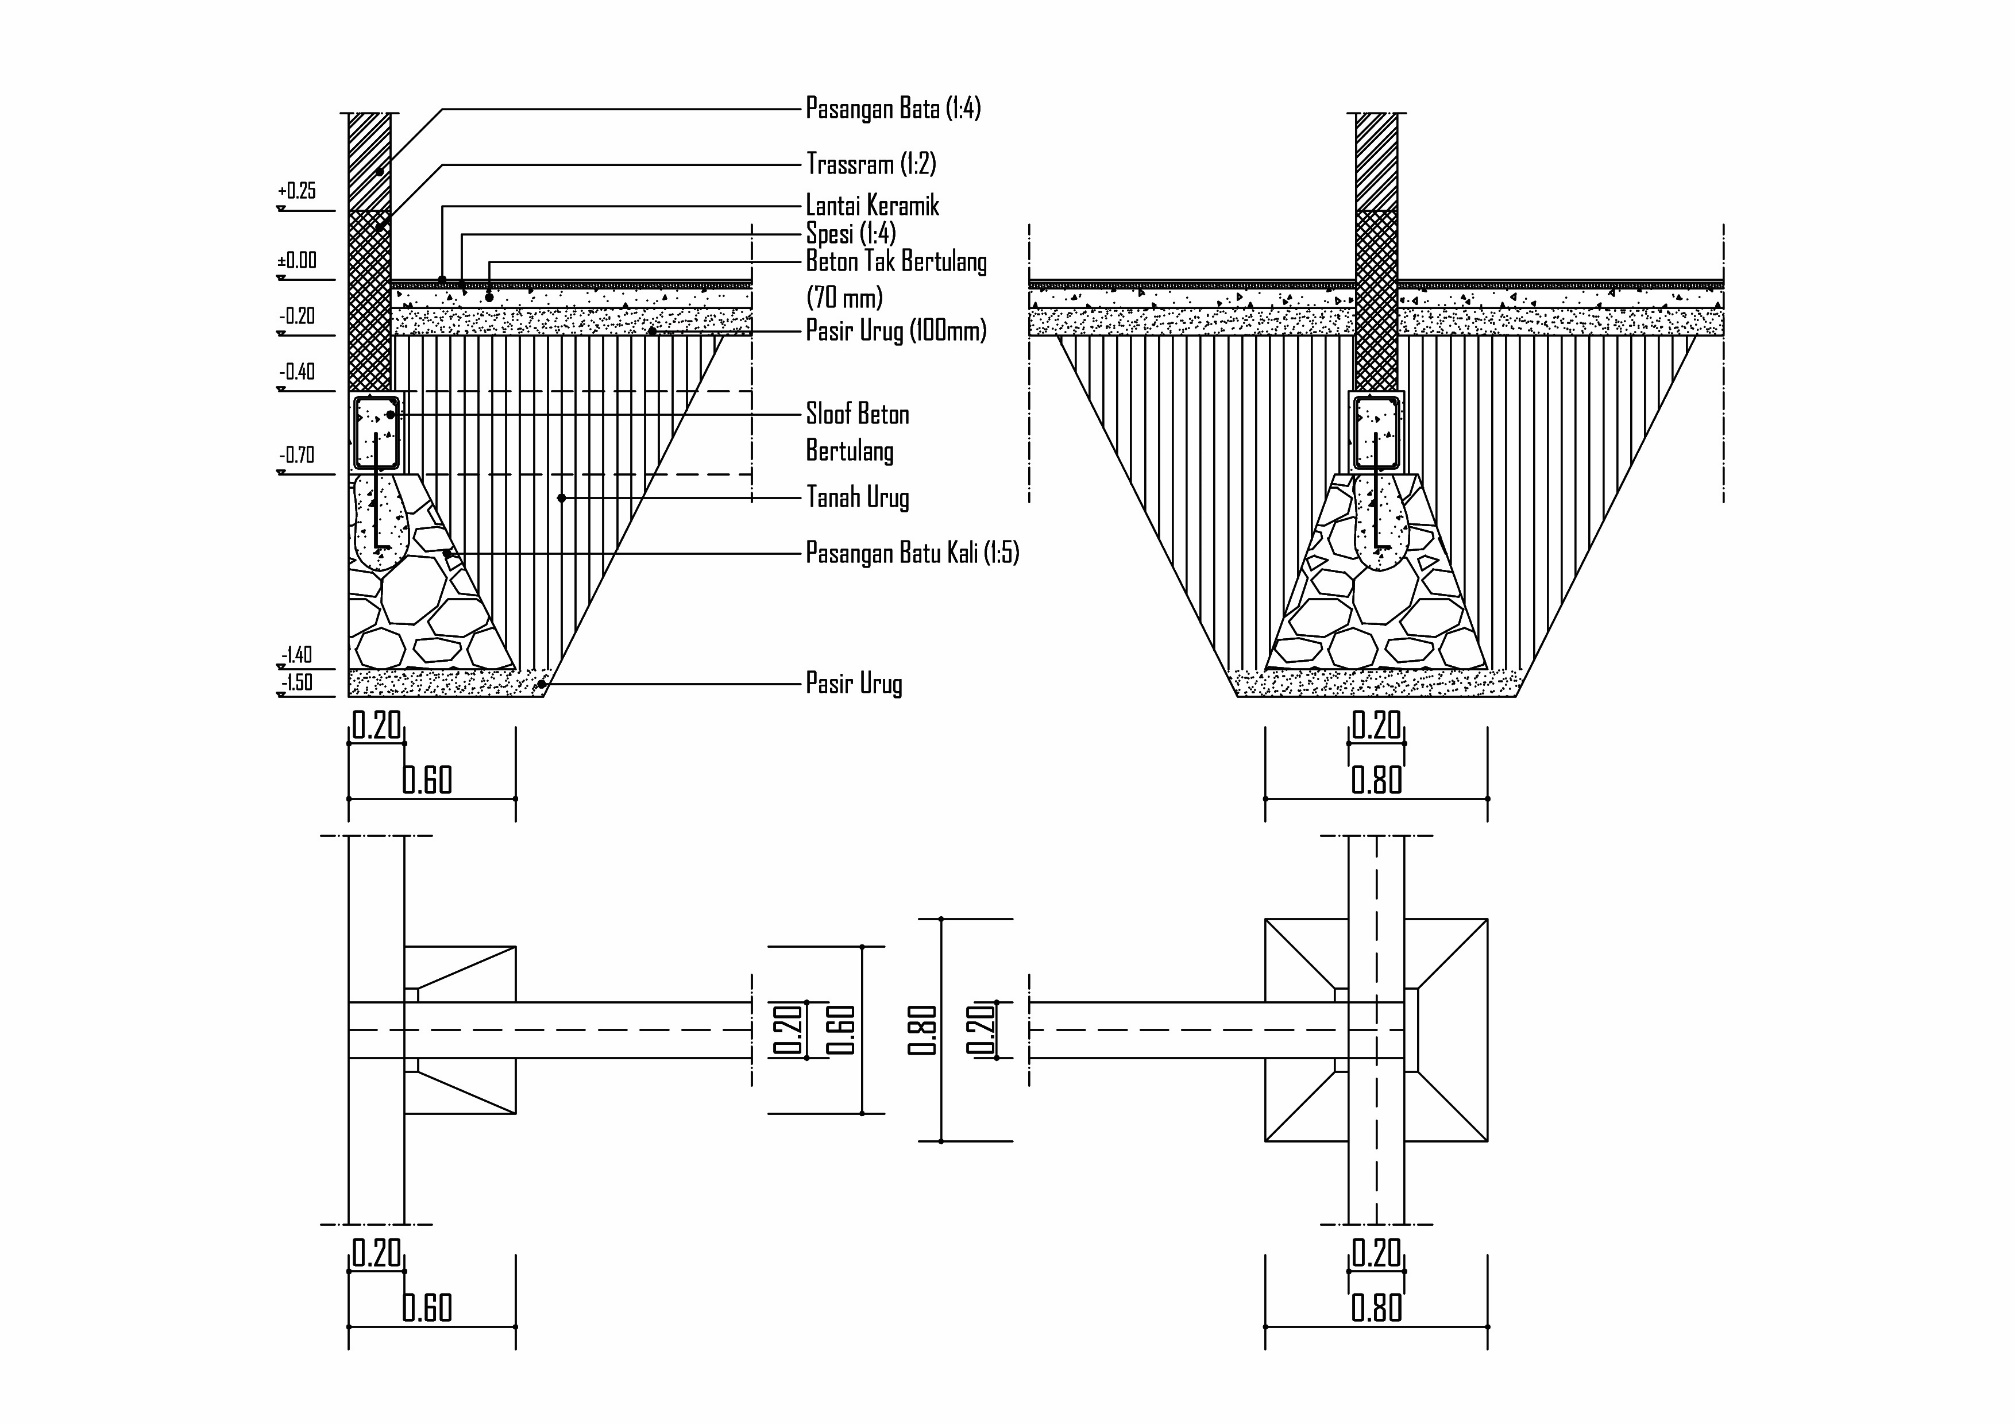 Pasangan Bata (1:4)
Trassram (1:2)
+0.25
Lantai Keramik
Spesi (1:4)
±0.00
Beton Tak Bertulang
(70 mm)
-0.20
Pasir Urug (100mm)
-0.40
Sloof Beton
Bertulang
-0.70
Tanah Urug
Pasangan Batu Kali (1:5)
-1.40
-1.50
Pasir Urug
0.20
0.60
0.20
0.80
0.20
0.60
0.80
0.20
0.20
0.60
0.20
0.80